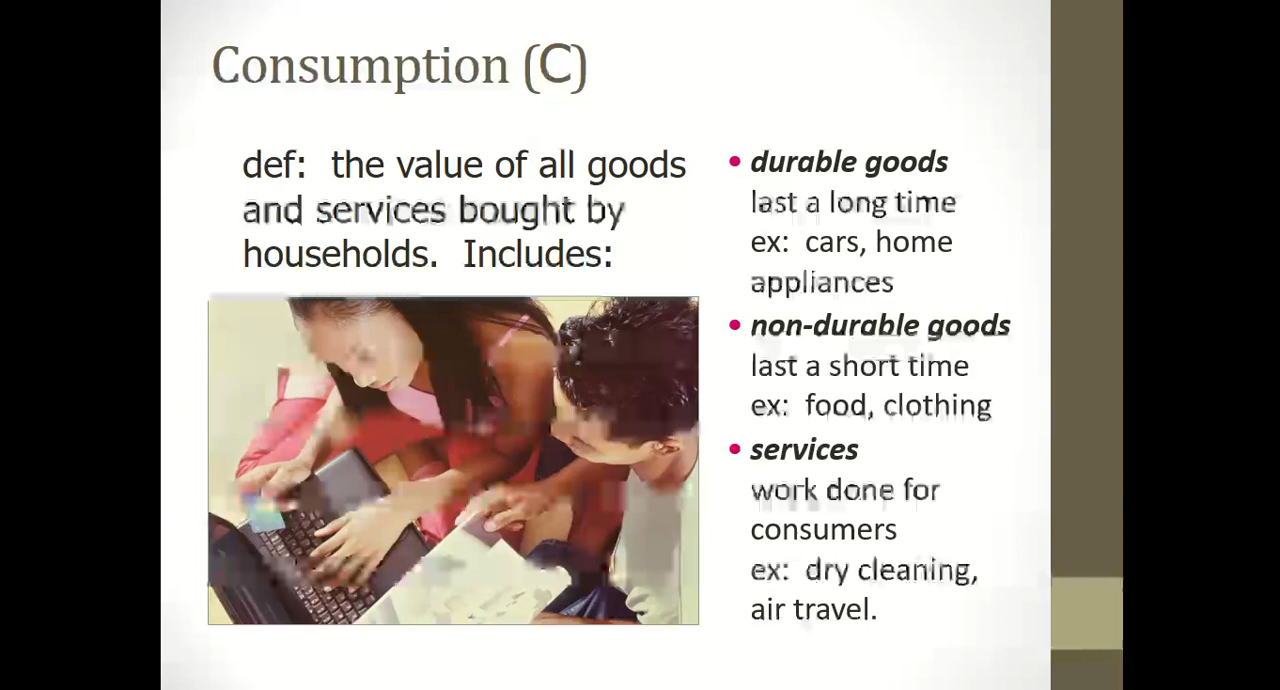 Consumption (C)
def:  the value of all goods
and services bought by
households.  Includes:
• durable goods
last a long time
ex:  cars, home
appliances
• non-durable goods
last a short time
ex:  food, clothing
• services
work done for
consumers
ex:  dry cleaning,
air travel.